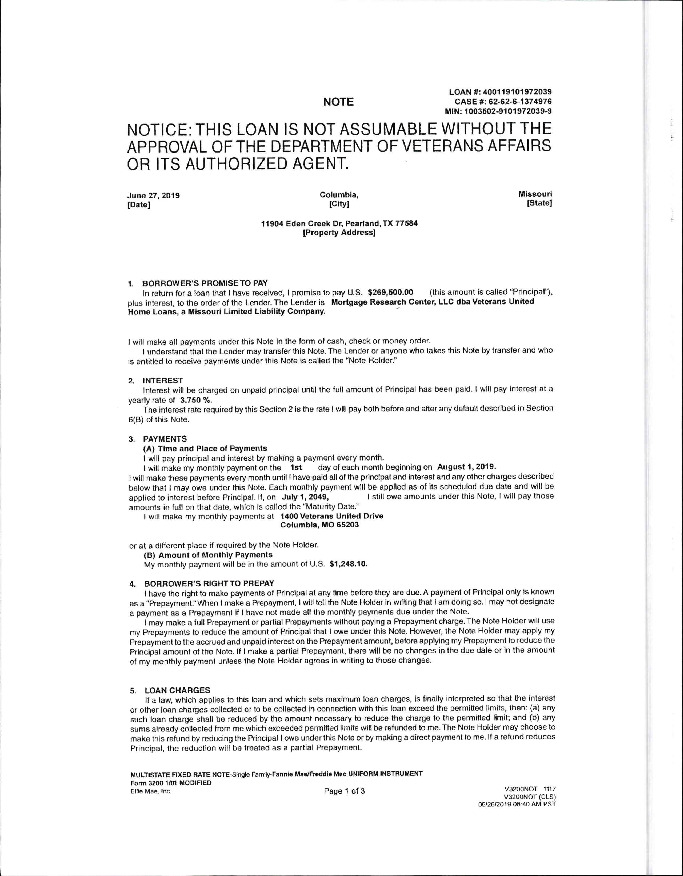 LOAN #: 400119101972039
NOTE
CASE #: 62-62-6-1374976
MIN: 1003502-9101972039-9
NOTICE: THIS LOAN IS NOT ASSUMABLE WITHOUT THE
APPROVAL OF THE DEPARTMENT OF VETERANS AFFAIRS
OR ITS AUTHORIZED AGENT.
June 27, 2019 Columbia, Missouri
[Date] [City] [State]
11904 Eden Creek Dr, Pearland, TX 77584
[Property Address]
1. BORROWER'S PROMISE TO PAY
In return for a loan that I have received, I promise to pay U.S. $269,500.00 (this amount is called "Principal"),
plus interest, to the order of the Lender. The Lender is Mortgage Research Center, LLC dba Veterans United
Home Loans, a Missouri Limited Liability Company.
I will make all payments under this Note in the form of cash, check or money order.
I understand that the Lender may transfer this Note. The Lender or anyone who takes this Note by transfer and who
is entitled to receive payments under this Note is called the "Note Holder."
2. INTEREST
Interest will be charged on unpaid principal until the full amount of Principal has been paid. I will pay interest at a
yearly rate of 3.750 %.
The interest rate required by this Section 2 is the rate I will pay both before and after any default described in Section
6(B) of this Note.
3. PAYMENTS
(A) Time and Place of Payments
I will pay principal and interest by making a payment every month.
I will make my monthly payment on the 1st day of each month beginning on August 1, 2019.
I will make these payments every month until I have paid all of the principal and interest and any other charges described
below that I may owe under this Note. Each monthly payment will be applied as of its scheduled due date and will be
applied to interest before Principal. If, on July 1, 2049, I still owe amounts under this Note, I will pay those
amounts in full on that date, which is called the "Maturity Date."
I will make my monthly payments at 1400 Veterans United Drive
Columbia, MO 65203
or at a different place if required by the Note Holder.
(B) Amount of Monthly Payments
My monthly payment will be in the amount of U.S. $1,248.10.
4. BORROWER'S RIGHT TO PREPAY
I have the right to make payments of Principal at any time before they are due. A payment of Principal only is known
as a "Prepayment." When I make a Prepayment, I will tell the Note Holder in writing that I am doing so. I may not designate
a payment as a Prepayment if I have not made all the monthly payments due under the Note.
I may make a full Prepayment or partial Prepayments without paying a Prepayment charge. The Note Holder will use
my Prepayments to reduce the amount of Principal that I owe under this Note. However, the Note Holder may apply my
Prepayment to the accrued and unpaid interest on the Prepayment amount, before applying my Prepayment to reduce the
Principal amount of the Note. If I make a partial Prepayment, there will be no changes in the due date or in the amount
of my monthly payment unless the Note Holder agrees in writing to those changes.
5. LOAN CHARGES
If a law, which applies to this loan and which sets maximum loan charges, is finally interpreted so that the interest
or other loan charges collected or to be collected in connection with this loan exceed the permitted limits, then: (a) any
such loan charge shall be reduced by the amount necessary to reduce the charge to the permitted limit; and (b) any
sums already collected from me which exceeded permitted limits will be refunded to me. The Note Holder may choose to
make this refund by reducing the Principal I owe under this Note or by making a direct payment to me. If a refund reduces
Principal, the reduction will be treated as a partial Prepayment.
MULTISTATE FIXED RATE NOTE-Single Family-Fannie Mae/Freddie Mac UNIFORM INSTRUMENT
Form 3200 1/01 MODIFIED
Ellie Mae, Inc. Page 1 of 3 V3200NOT 1117
V3200NOT (CLS)
06/26/2019 08:40 AM PST